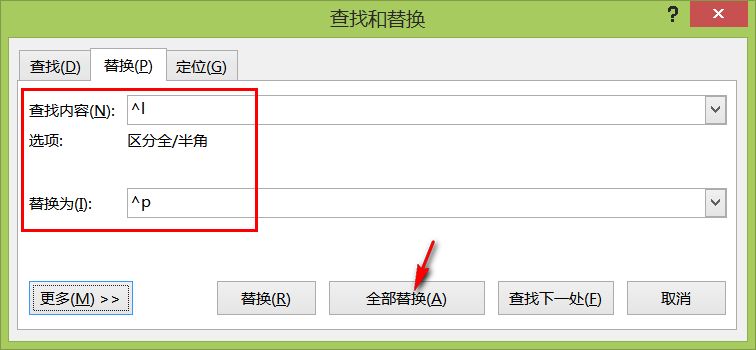 查找和替换
查找(D) 替换(P) 定位(G)
查找内容(N): ^l
选项: 区分全/半角
替换为(I): ^p
更多(M) >> 替换(R) 全部替换(A) 查找下一处(F) 取消